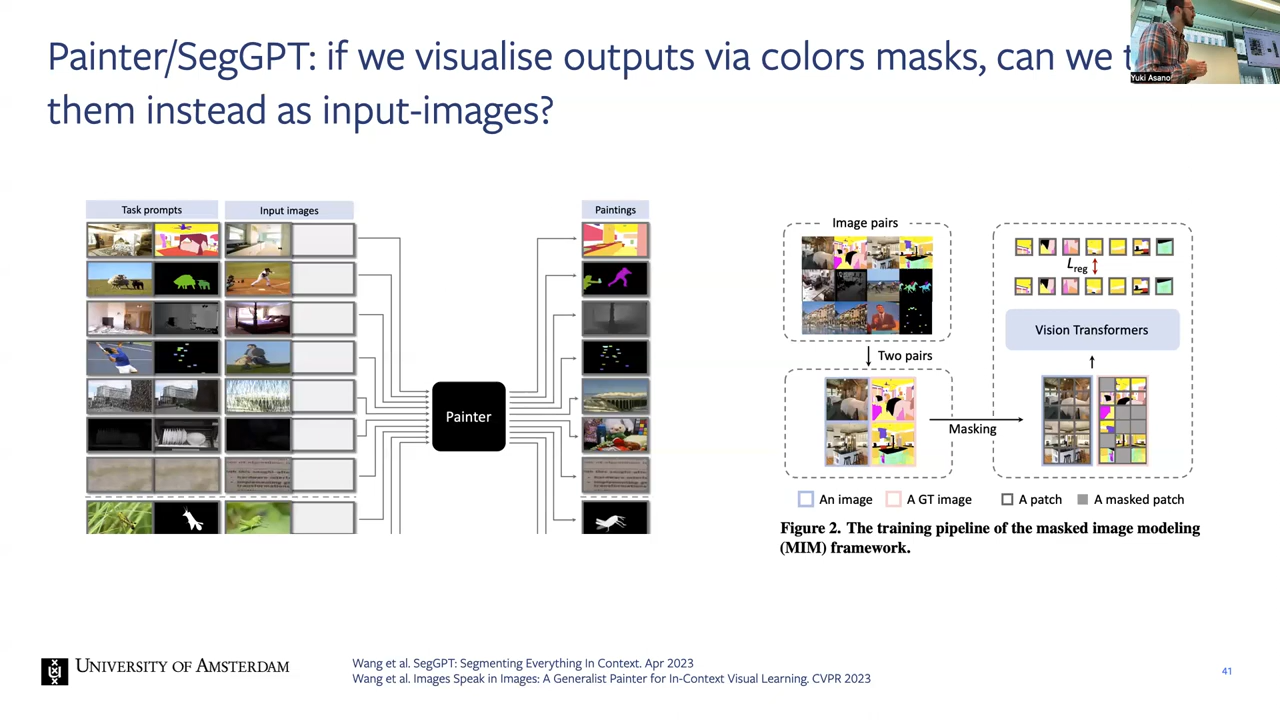 Painter/SegGPT: if we visualise outputs via colors masks, can we t
them instead as input-images?
Yuki Asano
Task prompts
Input images
Paintings
Painter
Image pairs
Two pairs
Masking
Lreg
Vision Transformers
An image
A GT image
A patch
A masked patch
Figure 2. The training pipeline of the masked image modeling
(MIM) framework.
UNIVERSITY OF AMSTERDAM
Wang et al. SegGPT: Segmenting Everything In Context. Apr 2023
Wang et al. Images Speak in Images: A Generalist Painter for In-Context Visual Learning. CVPR 2023
41